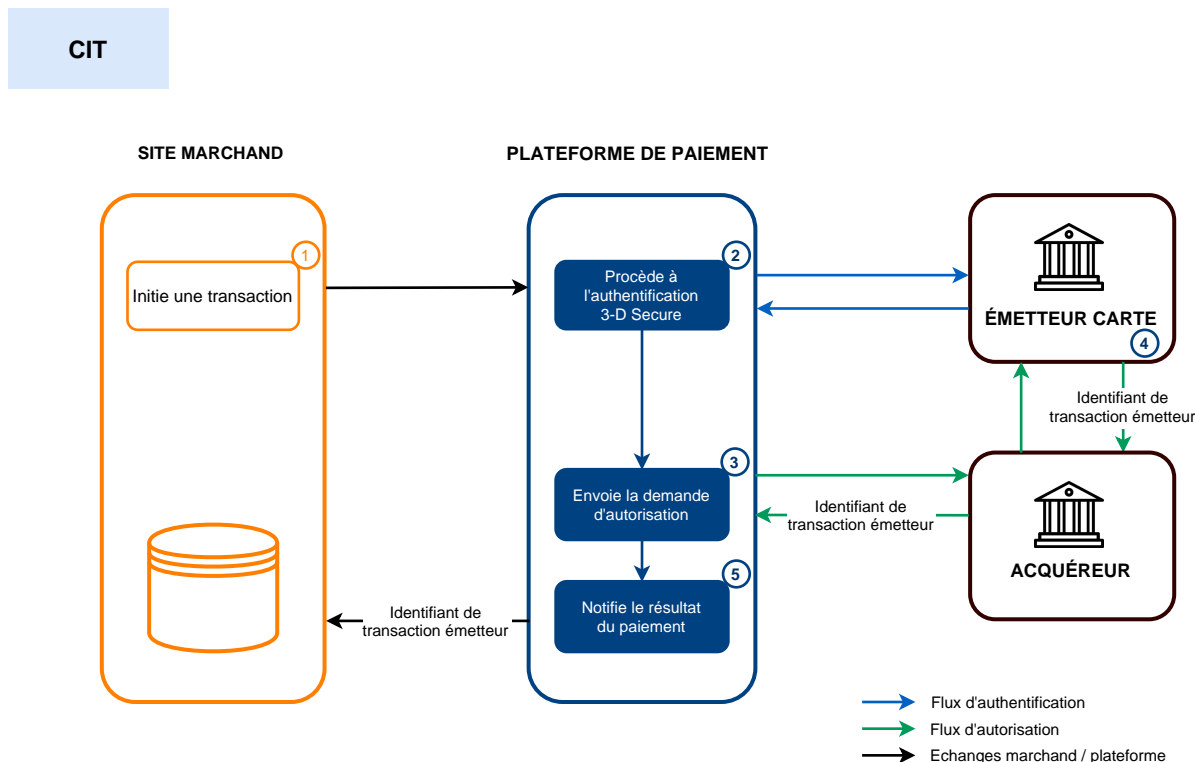 CIT
SITE MARCHAND
PLATEFORME DE PAIEMENT
1
Initie une transaction
2
Procède à
l'authentification
3-D Secure
ÉMETTEUR CARTE
4
Identifiant de
transaction émetteur
3
Envoie la demande
d'autorisation
Identifiant de
transaction émetteur
ACQUÉREUR
5
Notifie le résultat
du paiement
Identifiant de
transaction émetteur
Flux d'authentification
Flux d'autorisation
Echanges marchand / plateforme